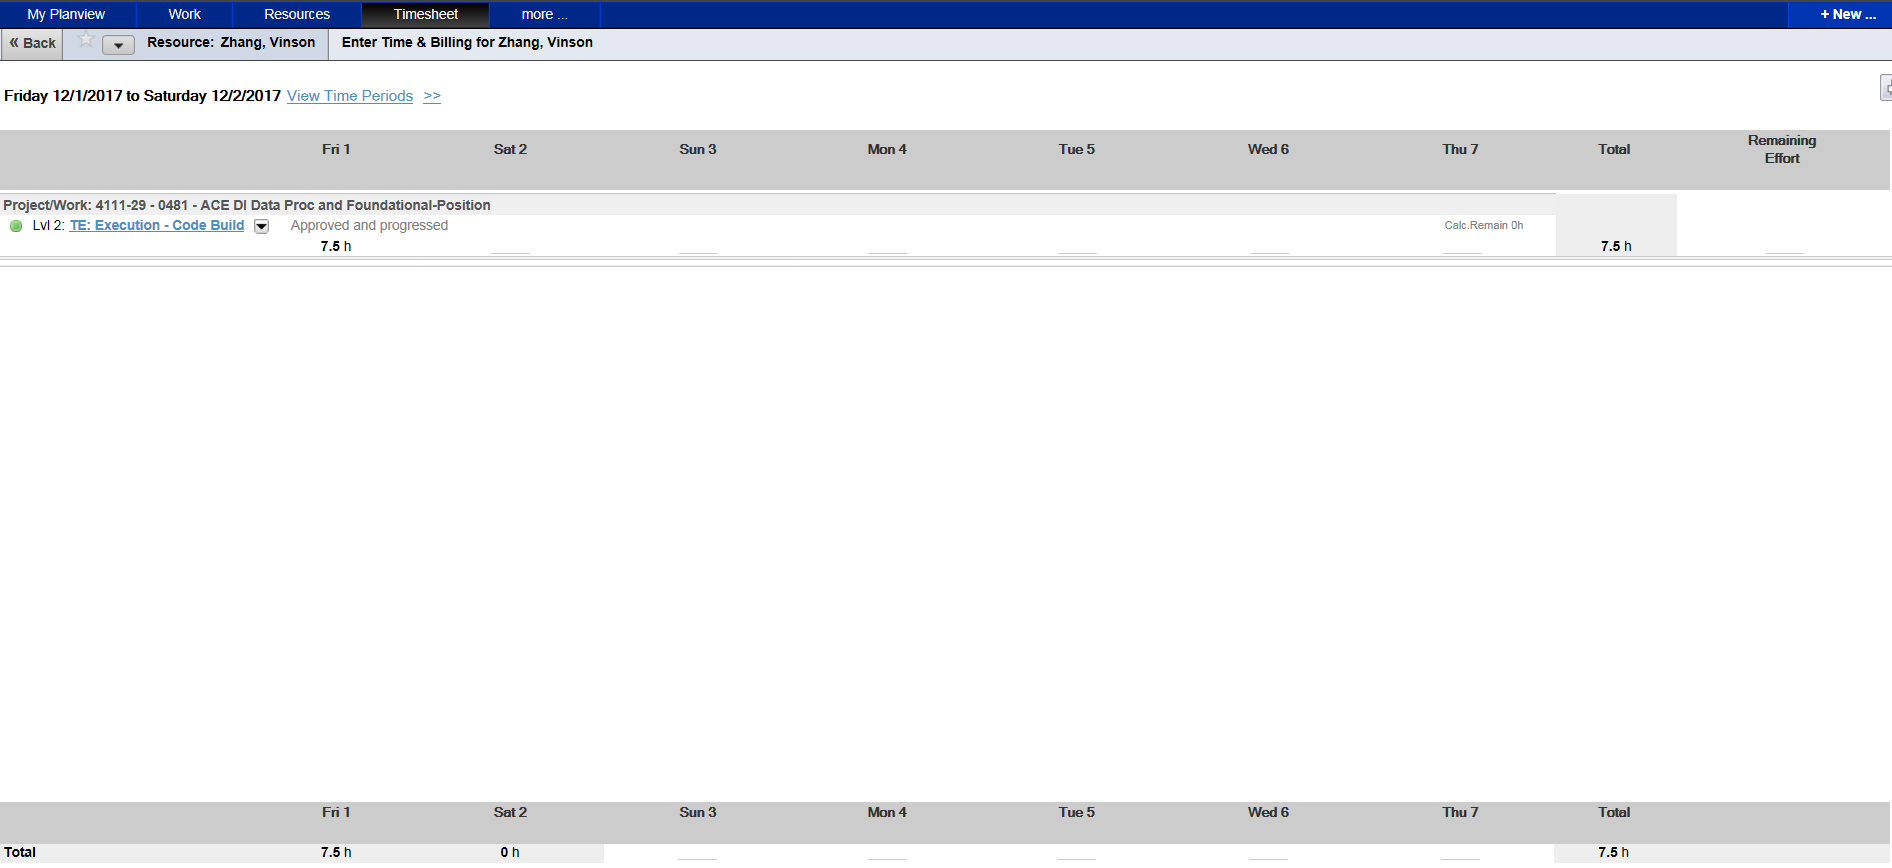 My Planview Work Resources Timesheet more ... + New ...
« Back Resource: Zhang, Vinson Enter Time & Billing for Zhang, Vinson
Friday 12/1/2017 to Saturday 12/2/2017 View Time Periods >>
Fri 1 Sat 2 Sun 3 Mon 4 Tue 5 Wed 6 Thu 7 Total Remaining Effort
Project/Work: 4111-29 - 0481 - ACE DI Data Proc and Foundational-Position
Lvl 2: TE: Execution - Code Build Approved and progressed Calc.Remain 0h
7.5 h 7.5 h
Fri 1 Sat 2 Sun 3 Mon 4 Tue 5 Wed 6 Thu 7 Total
Total 7.5 h 0 h 7.5 h